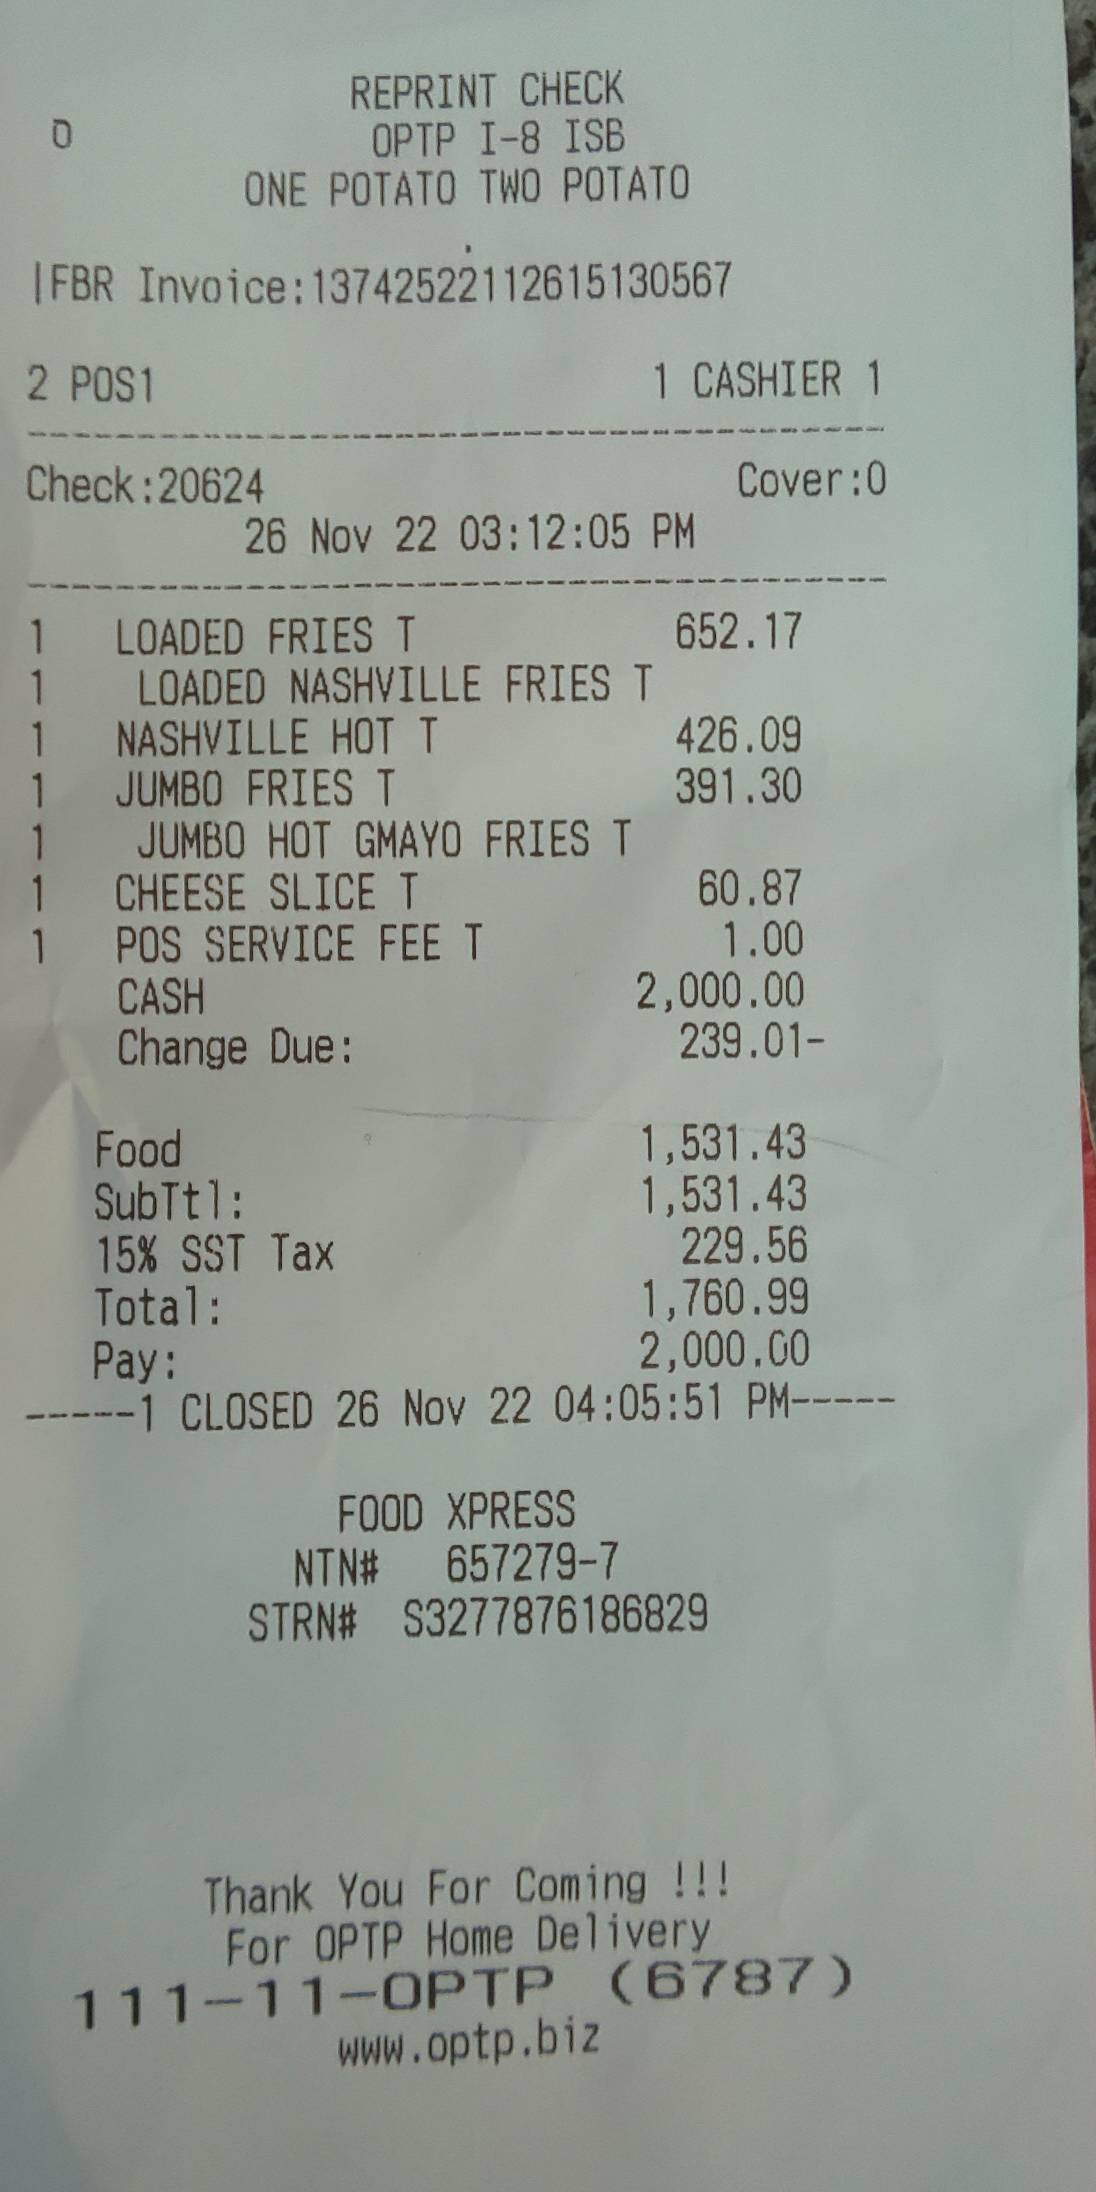 REPRINT CHECK
0 OPTP I-8 ISB
ONE POTATO TWO POTATO
|FBR Invoice:13742522112615130567
2 POS1 1 CASHIER 1
----------------------------------------
Check:20624 Cover:0
26 Nov 22 03:12:05 PM
----------------------------------------
1 LOADED FRIES T 652.17
1 LOADED NASHVILLE FRIES T
1 NASHVILLE HOT T 426.09
1 JUMBO FRIES T 391.30
1 JUMBO HOT GMAYO FRIES T
1 CHEESE SLICE T 60.87
1 POS SERVICE FEE T 1.00
CASH 2,000.00
Change Due: 239.01-
Food 1,531.43
SubTtl: 1,531.43
15% SST Tax 229.56
Total: 1,760.99
Pay: 2,000.00
-----1 CLOSED 26 Nov 22 04:05:51 PM-----
FOOD XPRESS
NTN# 657279-7
STRN# S3277876186829
Thank You For Coming !!!
For OPTP Home Delivery
111-11-OPTP (6787)
www.optp.biz